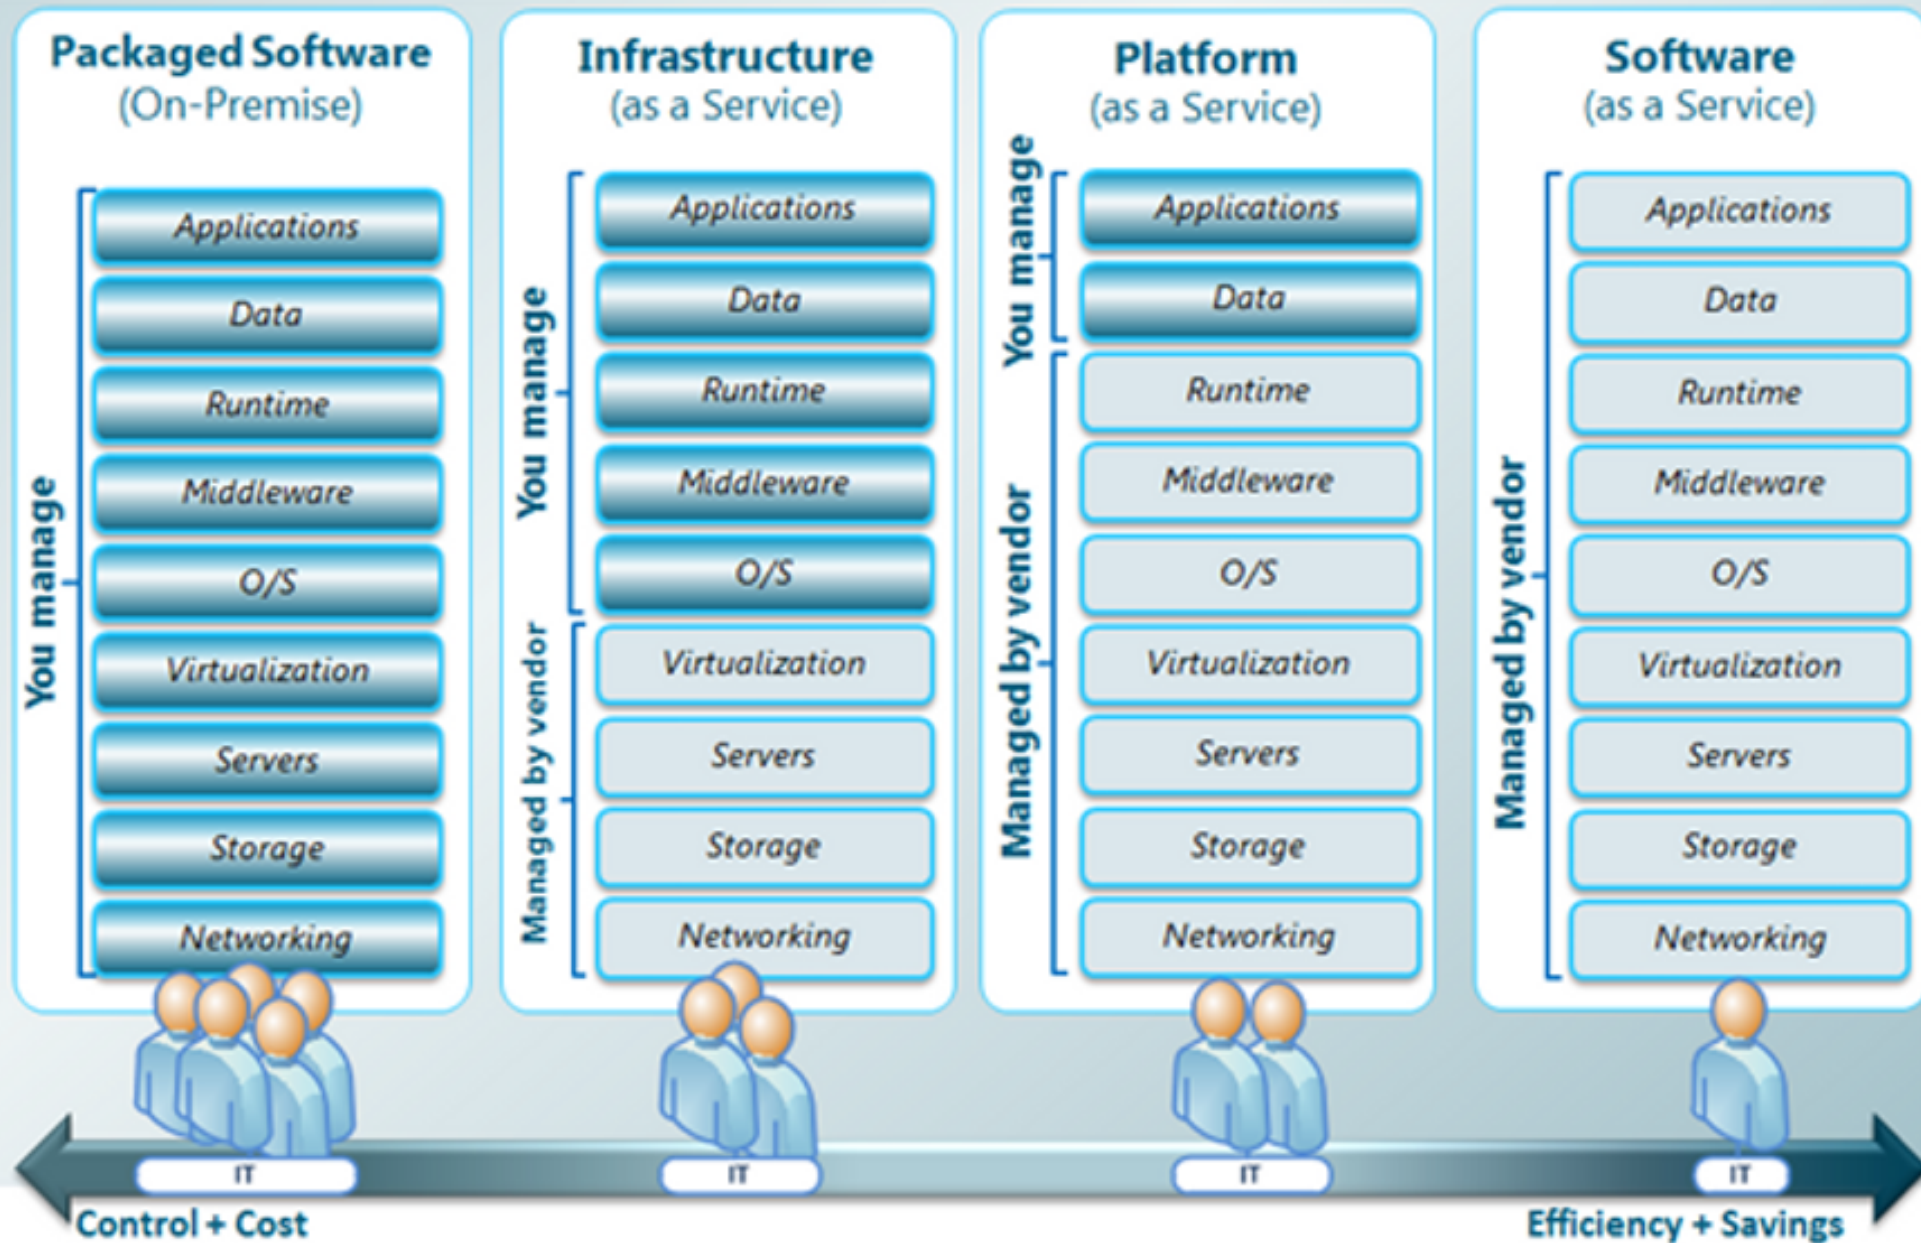 Packaged Software
(On-Premise)
You manage
Applications
Data
Runtime
Middleware
O/S
Virtualization
Servers
Storage
Networking
IT
Infrastructure
(as a Service)
You manage
Applications
Data
Runtime
Middleware
O/S
Managed by vendor
Virtualization
Servers
Storage
Networking
IT
Platform
(as a Service)
You manage
Applications
Data
Managed by vendor
Runtime
Middleware
O/S
Virtualization
Servers
Storage
Networking
IT
Software
(as a Service)
Managed by vendor
Applications
Data
Runtime
Middleware
O/S
Virtualization
Servers
Storage
Networking
IT
Control + Cost
Efficiency + Savings